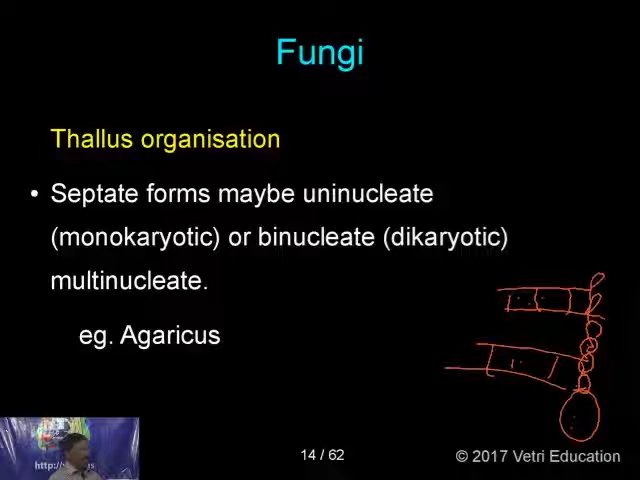 Fungi
Thallus organisation
• Septate forms maybe uninucleate
(monokaryotic) or binucleate (dikaryotic)
multinucleate.
eg. Agaricus
14 / 62
© 2017 Vetri Education